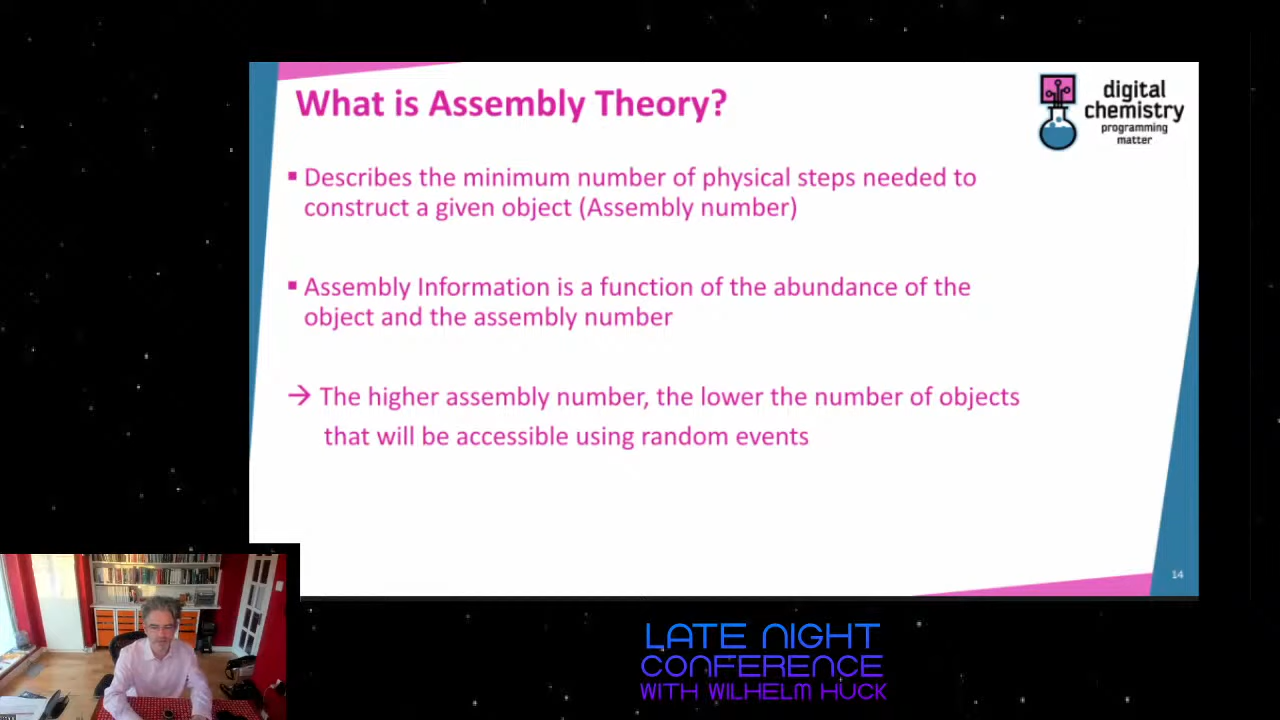 What is Assembly Theory?
digital
chemistry
programming
matter
▪ Describes the minimum number of physical steps needed to
construct a given object (Assembly number)
▪ Assembly Information is a function of the abundance of the
object and the assembly number
→ The higher assembly number, the lower the number of objects
that will be accessible using random events
14
LATE NIGHT
CONFERENCE
WITH WILHELM HUCK